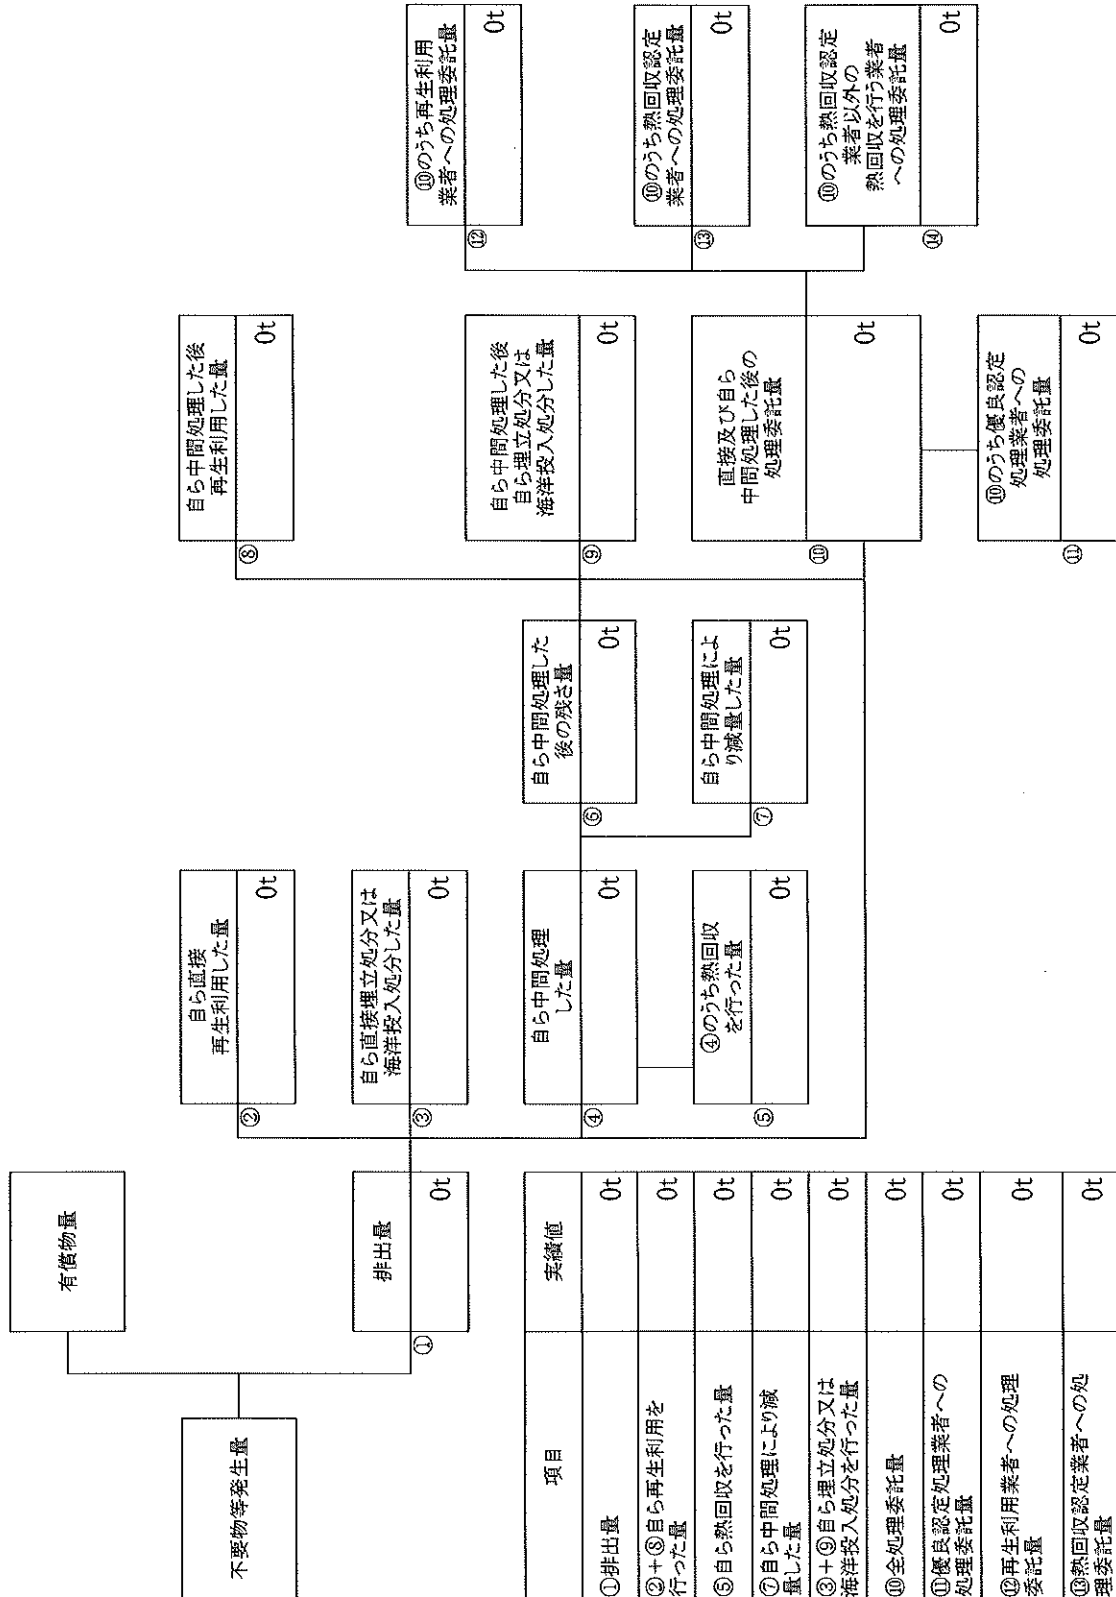 不要物等発生量
有償物量
①
排出量
0t
②
自ら直接
再生利用した量
0t
③
自ら直接埋立処分又は
海洋投入処分した量
0t
④
自ら中間処理
した量
0t
⑤
④のうち熱回収
を行った量
0t
⑥
自ら中間処理した
後の残さ量
0t
⑦
自ら中間処理によ
り減量した量
0t
⑧
自ら中間処理した後
再生利用した量
0t
⑨
自ら中間処理した後
自ら埋立処分又は
海洋投入処分した量
0t
⑩
直接及び自ら
中間処理した後の
処理委託量
0t
⑪
⑩のうち優良認定
処理業者への
処理委託量
0t
⑫
⑩のうち再生利用
業者への処理委託量
0t
⑬
⑩のうち熱回収認定
業者への処理委託量
0t
⑭
⑩のうち熱回収認定
業者以外の
熱回収を行う業者
への処理委託量
0t
項目 実績値
①排出量 0t
②+⑧自ら再生利用を
行った量 0t
⑤自ら熱回収を行った量 0t
⑦自ら中間処理により減
量した量 0t
③+⑨自ら埋立処分又は
海洋投入処分を行った量 0t
⑩全処理委託量 0t
⑪優良認定処理業者への
処理委託量 0t
⑫再生利用業者への処理
委託量 0t
⑬熱回収認定業者への処
理委託量 0t